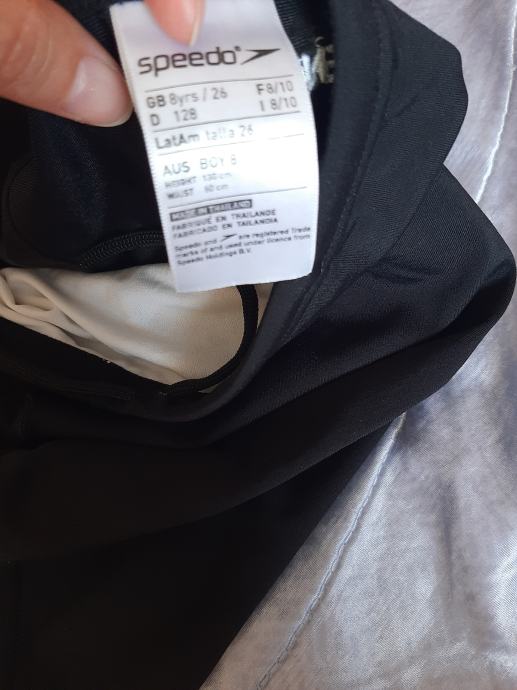 speedo
GB 8yrs / 26 F8/10
D 128 I 8/10
LatAm talla 26
AUS BOY 8
HEIGHT 130 cm
WAIST 60 cm
MADE IN THAILAND
FABRIQUÉ EN THAILANDE
FABRICADO EN TAILANDIA
Speedo and are registered Trade
marks of and used under licence from
Speedo Holdings B.V.